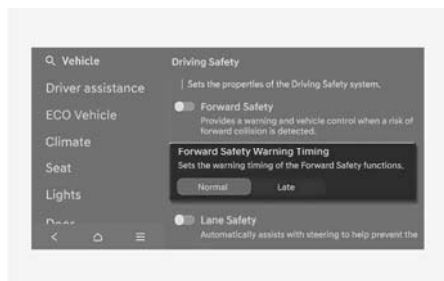 Vehicle
Driver assistance
ECO Vehicle
Climate
Seat
Lights
Door
Driving Safety
Sets the properties of the Driving Safety system.
Forward Safety
Provides a warning and vehicle control when a risk of
forward collision is detected.
Forward Safety Warning Timing
Sets the warning timing of the Forward Safety functions.
Normal
Late
Lane Safety
Automatically assists with steering to help prevent the